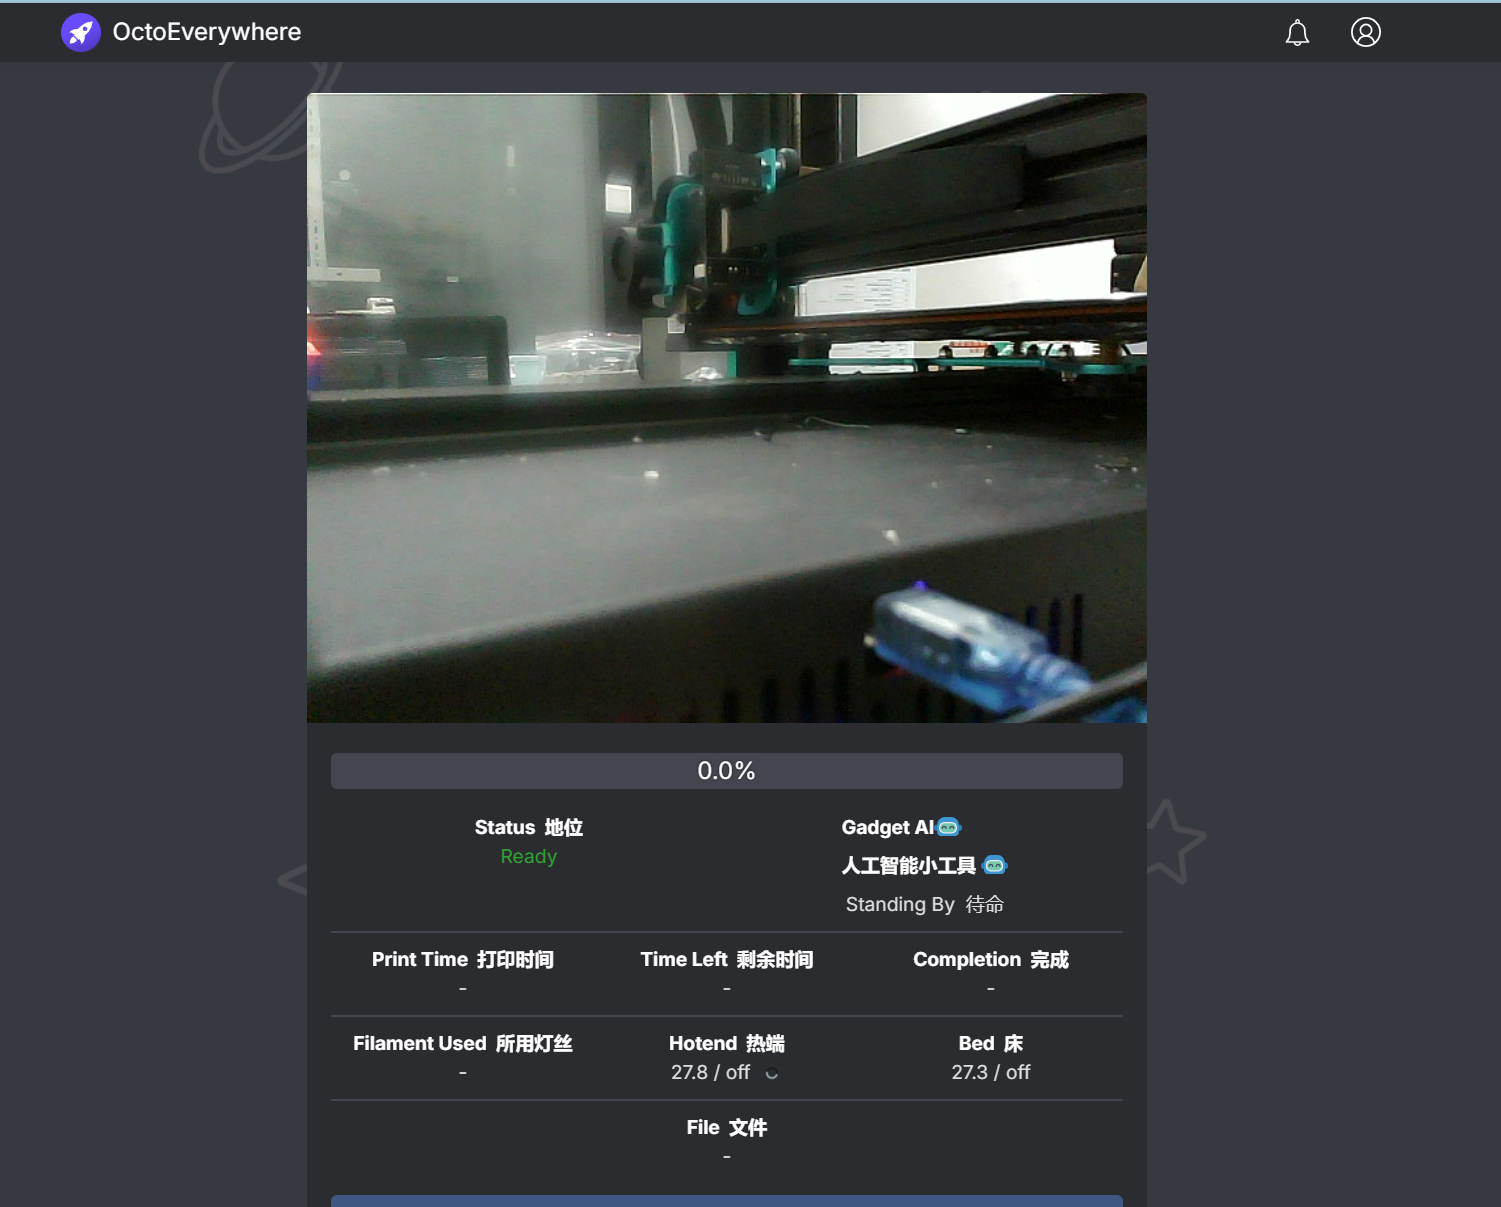 OctoEverywhere
0.0%
Status 地位
Ready
Gadget AI
人工智能小工具
Standing By 待命
Print Time 打印时间
-
Time Left 剩余时间
-
Completion 完成
-
Filament Used 所用灯丝
-
Hotend 热端
27.8 / off
Bed 床
27.3 / off
File 文件
-